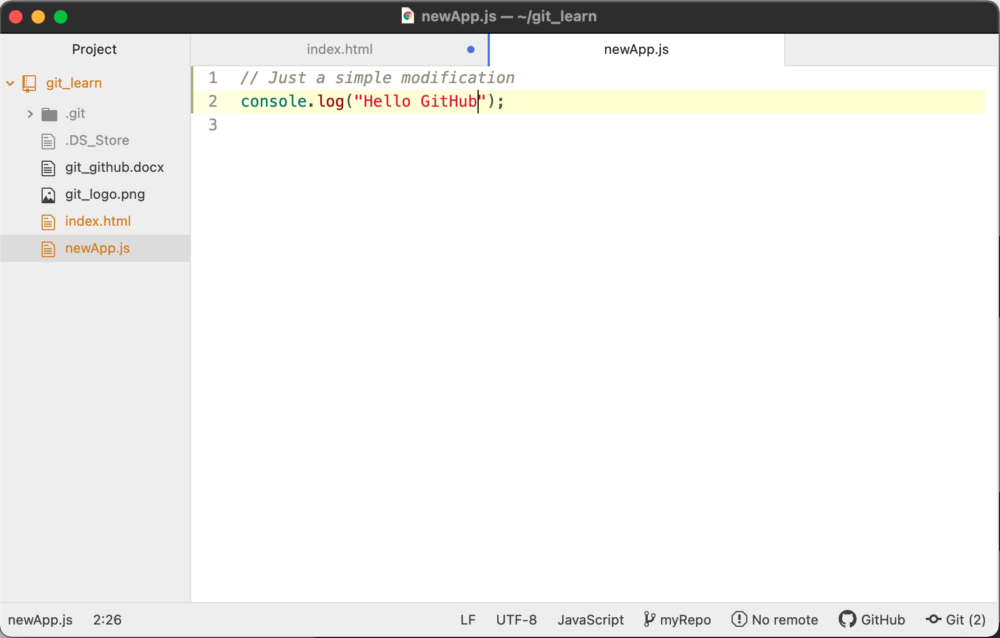 newApp.js — ~/git_learn
Project
index.html
newApp.js
git_learn
.git
.DS_Store
git_github.docx
git_logo.png
index.html
newApp.js
1 // Just a simple modification
2 console.log("Hello GitHub");
3
newApp.js 2:26 LF UTF-8 JavaScript myRepo No remote GitHub Git (2)